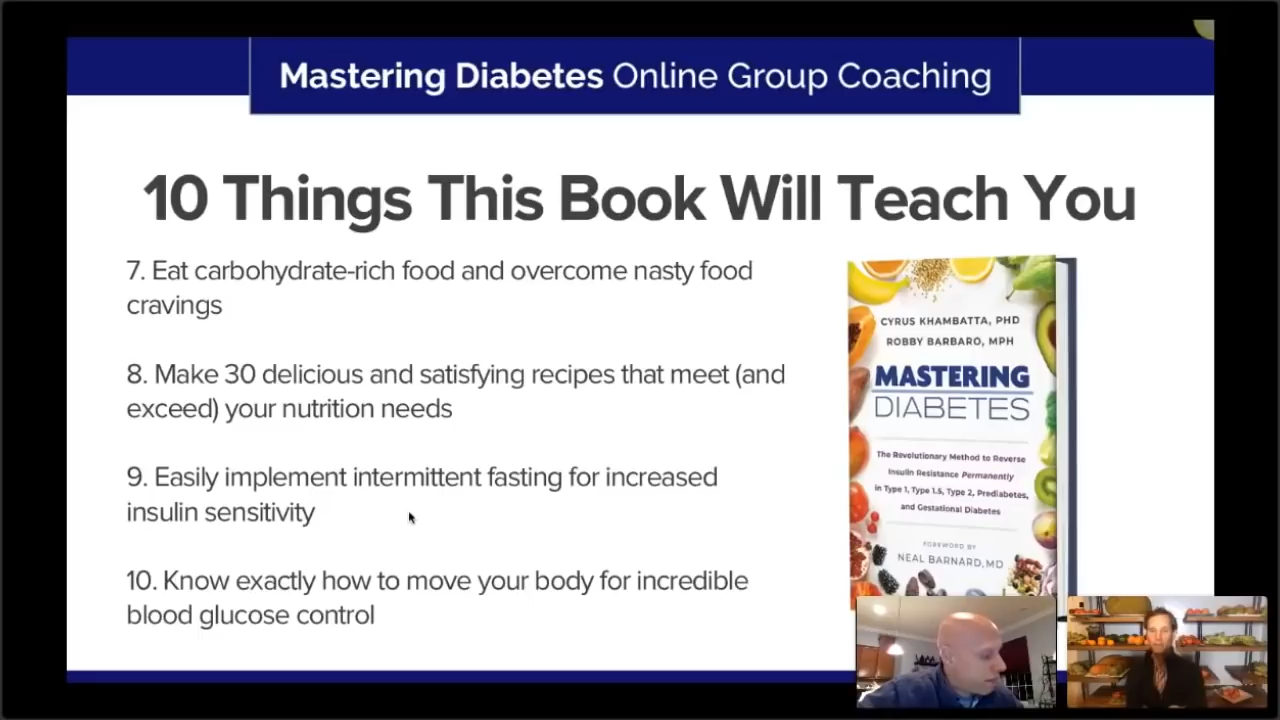 Mastering Diabetes Online Group Coaching
10 Things This Book Will Teach You
7. Eat carbohydrate-rich food and overcome nasty food
cravings
8. Make 30 delicious and satisfying recipes that meet (and
exceed) your nutrition needs
9. Easily implement intermittent fasting for increased
insulin sensitivity
10. Know exactly how to move your body for incredible
blood glucose control
CYRUS KHAMBATTA, PHD
ROBBY BARBARO, MPH
MASTERING
DIABETES
The Revolutionary Method to Reverse
Insulin Resistance Permanently
in Type 1, Type 1.5, Type 2, Prediabetes,
and Gestational Diabetes
FOREWORD BY
NEAL BARNARD, MD